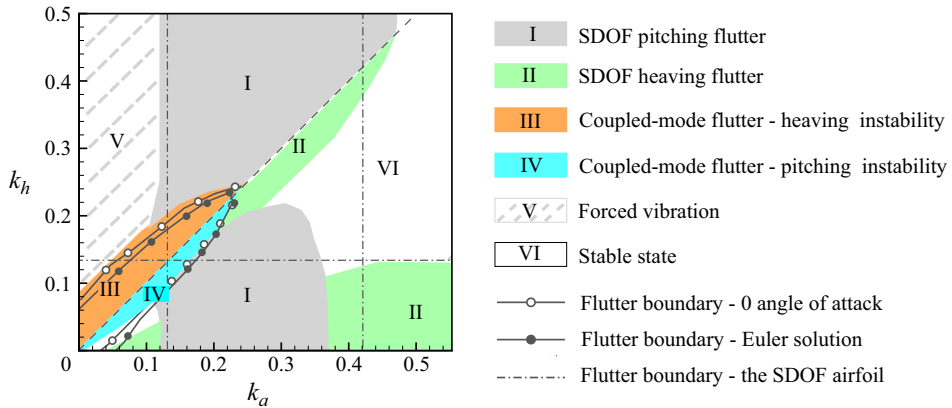 0.5
0.4
0.3
0.2
0.1
0
0.1
0.2
0.3
0.4
0.5
k_h
k_a
I
II
V
VI
III
IV
I
II
I SDOF pitching flutter
II SDOF heaving flutter
III Coupled-mode flutter - heaving instability
IV Coupled-mode flutter - pitching instability
V Forced vibration
VI Stable state
Flutter boundary - 0 angle of attack
Flutter boundary - Euler solution
Flutter boundary - the SDOF airfoil